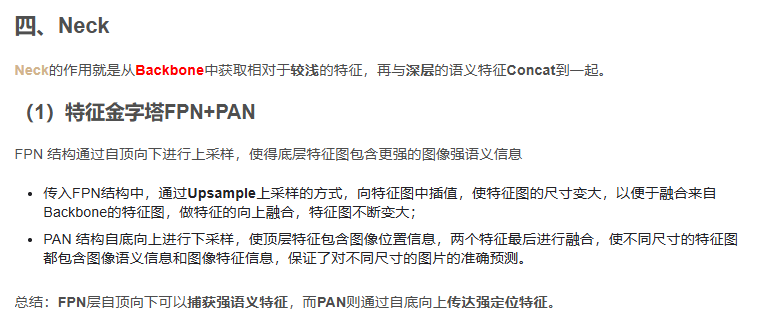 四、Neck
Neck的作用就是从Backbone中获取相对于较浅的特征，再与深层的语义特征Concat到一起。
（1）特征金字塔FPN+PAN
FPN 结构通过自顶向下进行上采样，使得底层特征图包含更强的图像强语义信息
• 传入FPN结构中，通过Upsample上采样的方式，向特征图中插值，使特征图的尺寸变大，以便于融合来自
Backbone的特征图，做特征的向上融合，特征图不断变大；
• PAN 结构自底向上进行下采样，使顶层特征包含图像位置信息，两个特征最后进行融合，使不同尺寸的特征图
都包含图像语义信息和图像特征信息，保证了对不同尺寸的图片的准确预测。
总结：FPN层自顶向下可以捕获强语义特征，而PAN则通过自底向上传达强定位特征。